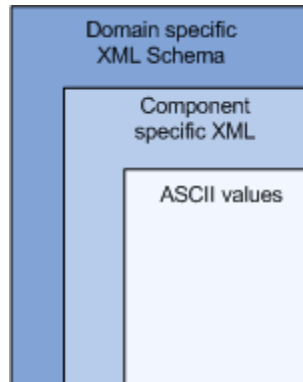 Domain specific
XML Schema
Component
specific XML
ASCII values